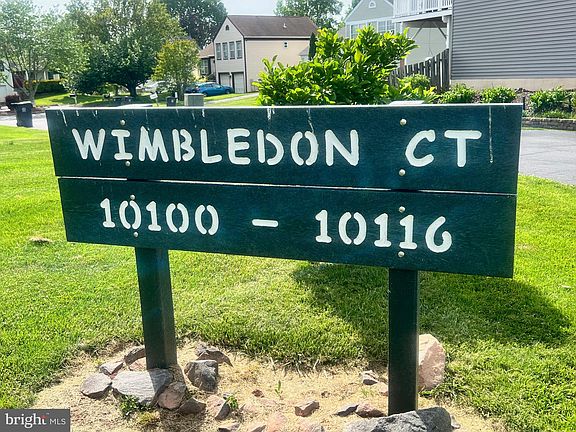 WIMBLEDON CT
10100 - 10116
bright MLS